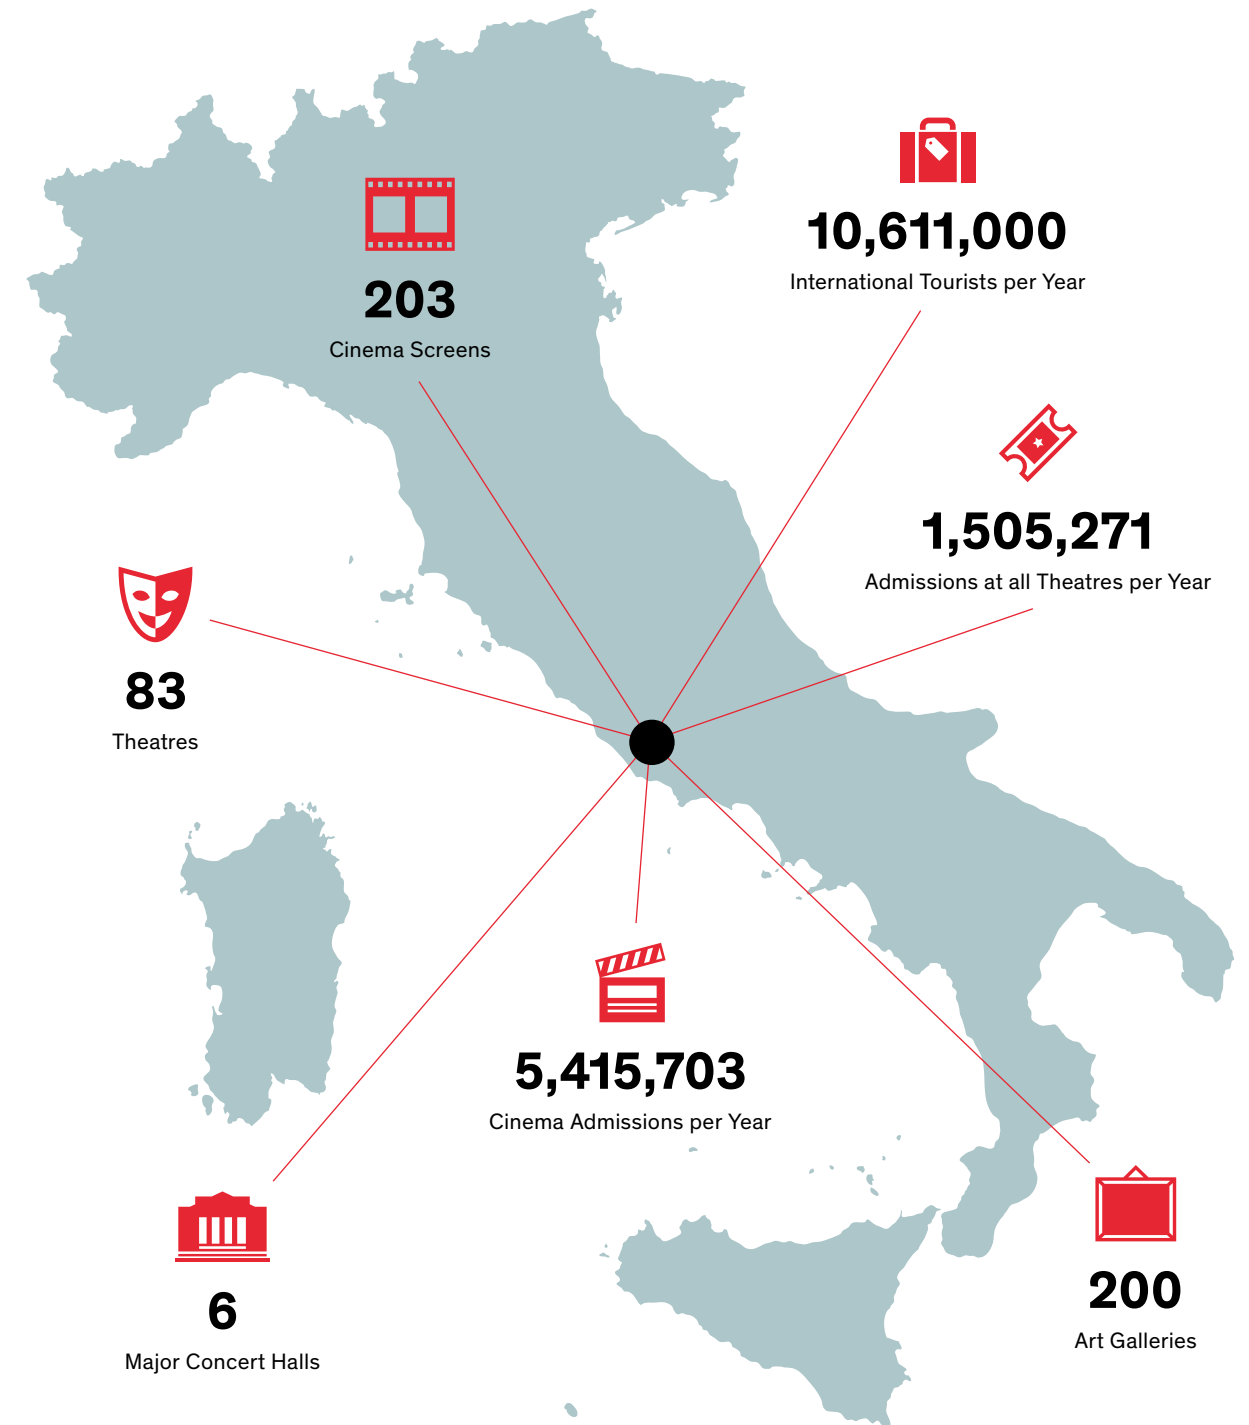 10,611,000
International Tourists per Year
203
Cinema Screens
1,505,271
Admissions at all Theatres per Year
83
Theatres
5,415,703
Cinema Admissions per Year
6
Major Concert Halls
200
Art Galleries